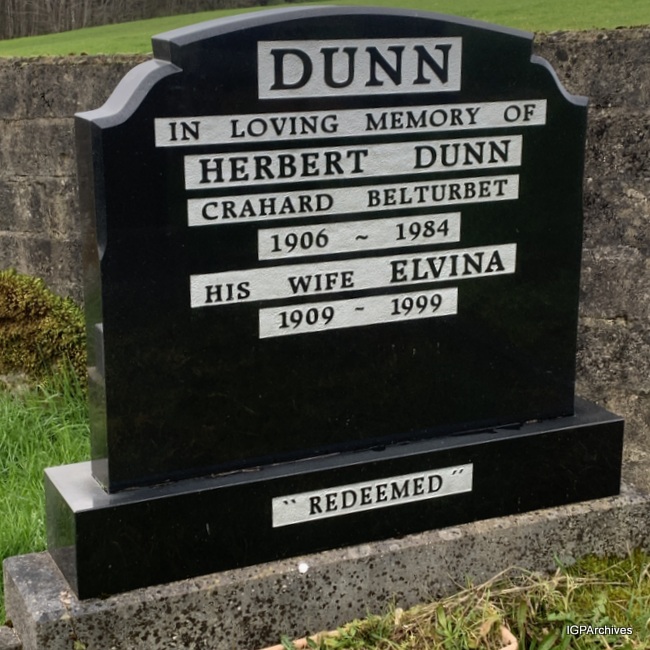 DUNN
IN LOVING MEMORY OF
HERBERT DUNN
CRAHARD BELTURBET
1906 ~ 1984
HIS WIFE ELVINA
1909 ~ 1999
"REDEEMED"
IGPArchives